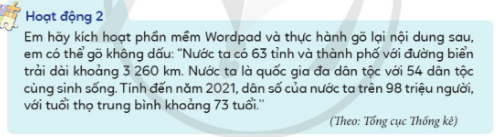 Hoạt động 2
Em hãy kích hoạt phần mềm Wordpad và thực hành gõ lại nội dung sau,
em có thể gõ không dấu: “Nước ta có 63 tỉnh và thành phố với đường biển
trải dài khoảng 3 260 km. Nước ta là quốc gia đa dân tộc với 54 dân tộc
cùng sinh sống. Tính đến năm 2021, dân số của nước ta trên 98 triệu người,
với tuổi thọ trung bình khoảng 73 tuổi.”
(Theo: Tổng cục Thống kê)